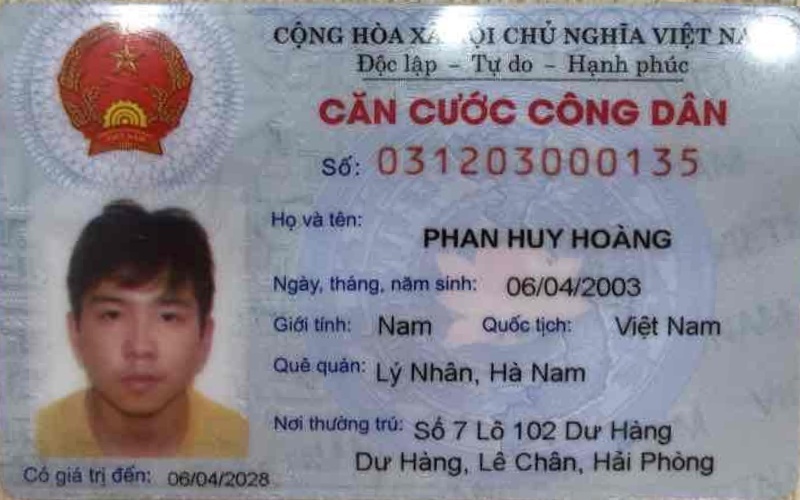 CỘNG HÒA XÃ HỘI CHỦ NGHĨA VIỆT NA
Độc lập - Tự do - Hạnh phúc
CĂN CƯỚC CÔNG DÂN
Số: 031203000135
Họ và tên:
PHAN HUY HOÀNG
Ngày, tháng, năm sinh: 06/04/2003
Giới tính: Nam Quốc tịch: Việt Nam
Quê quán: Lý Nhân, Hà Nam
Nơi thường trú: Số 7 Lô 102 Dư Hàng
Dư Hàng, Lê Chân, Hải Phòng
Có giá trị đến: 06/04/2028